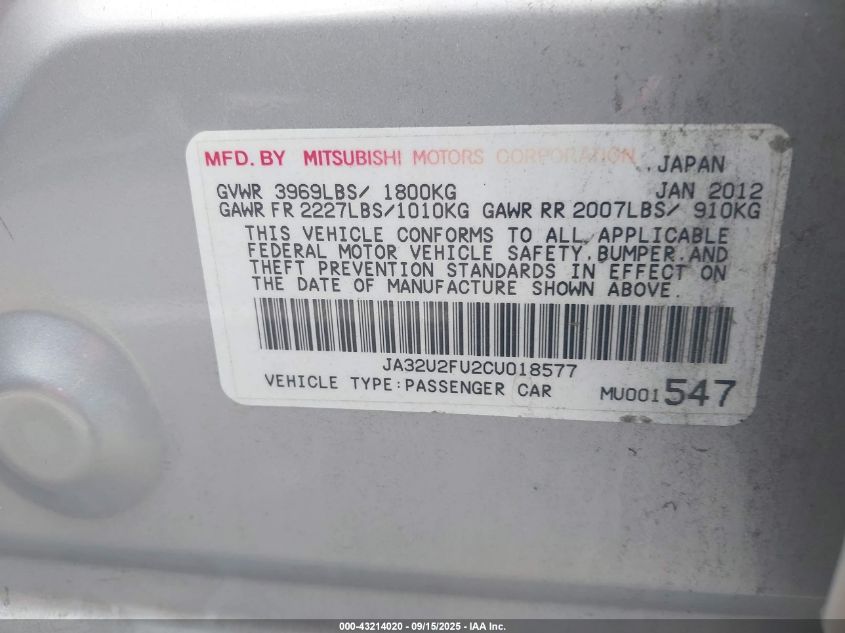 MFD. BY MITSUBISHI MOTORS CORPORATION , JAPAN
GVWR 3969LBS/ 1800KG JAN 2012
GAWR FR 2227LBS/1010KG GAWR RR 2007LBS/ 910KG
THIS VEHICLE CONFORMS TO ALL APPLICABLE
FEDERAL MOTOR VEHICLE SAFETY, BUMPER, AND
THEFT PREVENTION STANDARDS IN EFFECT ON
THE DATE OF MANUFACTURE SHOWN ABOVE.
JA32U2FU2CU018577
VEHICLE TYPE:PASSENGER CAR MU001547
000-43214020 - 09/15/2025 - IAA Inc.